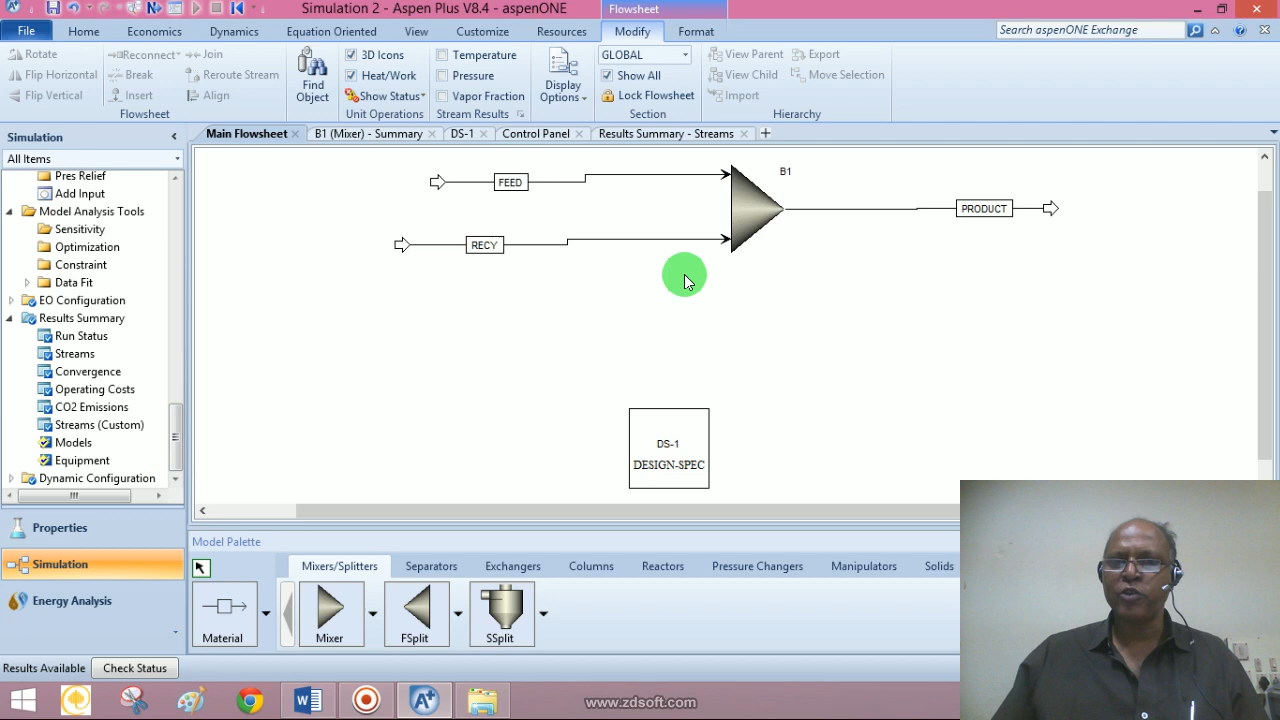 Simulation 2 - Aspen Plus V8.4 - aspenONE
Flowsheet
File Home Economics Dynamics Equation Oriented View Customize Resources Modify Format
Search aspenONE Exchange
Rotate Reconnect Join
Flip Horizontal Break Reroute Stream
Flip Vertical Insert Align
Flowsheet
Find Object
3D Icons
Heat/Work
Show Status
Unit Operations
Temperature
Pressure
Vapor Fraction
Stream Results
Display Options
GLOBAL
Show All
Lock Flowsheet
Section
View Parent Export
View Child Move Selection
Import
Hierarchy
Simulation
All Items
Main Flowsheet B1 (Mixer) - Summary DS-1 Control Panel Results Summary - Streams
Pres Relief
Add Input
Model Analysis Tools
Sensitivity
Optimization
Constraint
Data Fit
EO Configuration
Results Summary
Run Status
Streams
Convergence
Operating Costs
CO2 Emissions
Streams (Custom)
Models
Equipment
Dynamic Configuration
Properties
Simulation
Energy Analysis
FEED
RECY
B1
PRODUCT
DS-1
DESIGN-SPEC
Model Palette
Mixers/Splitters Separators Exchangers Columns Reactors Pressure Changers Manipulators Solids
Material Mixer FSplit SSplit
Results Available Check Status
www.zdsoft.com